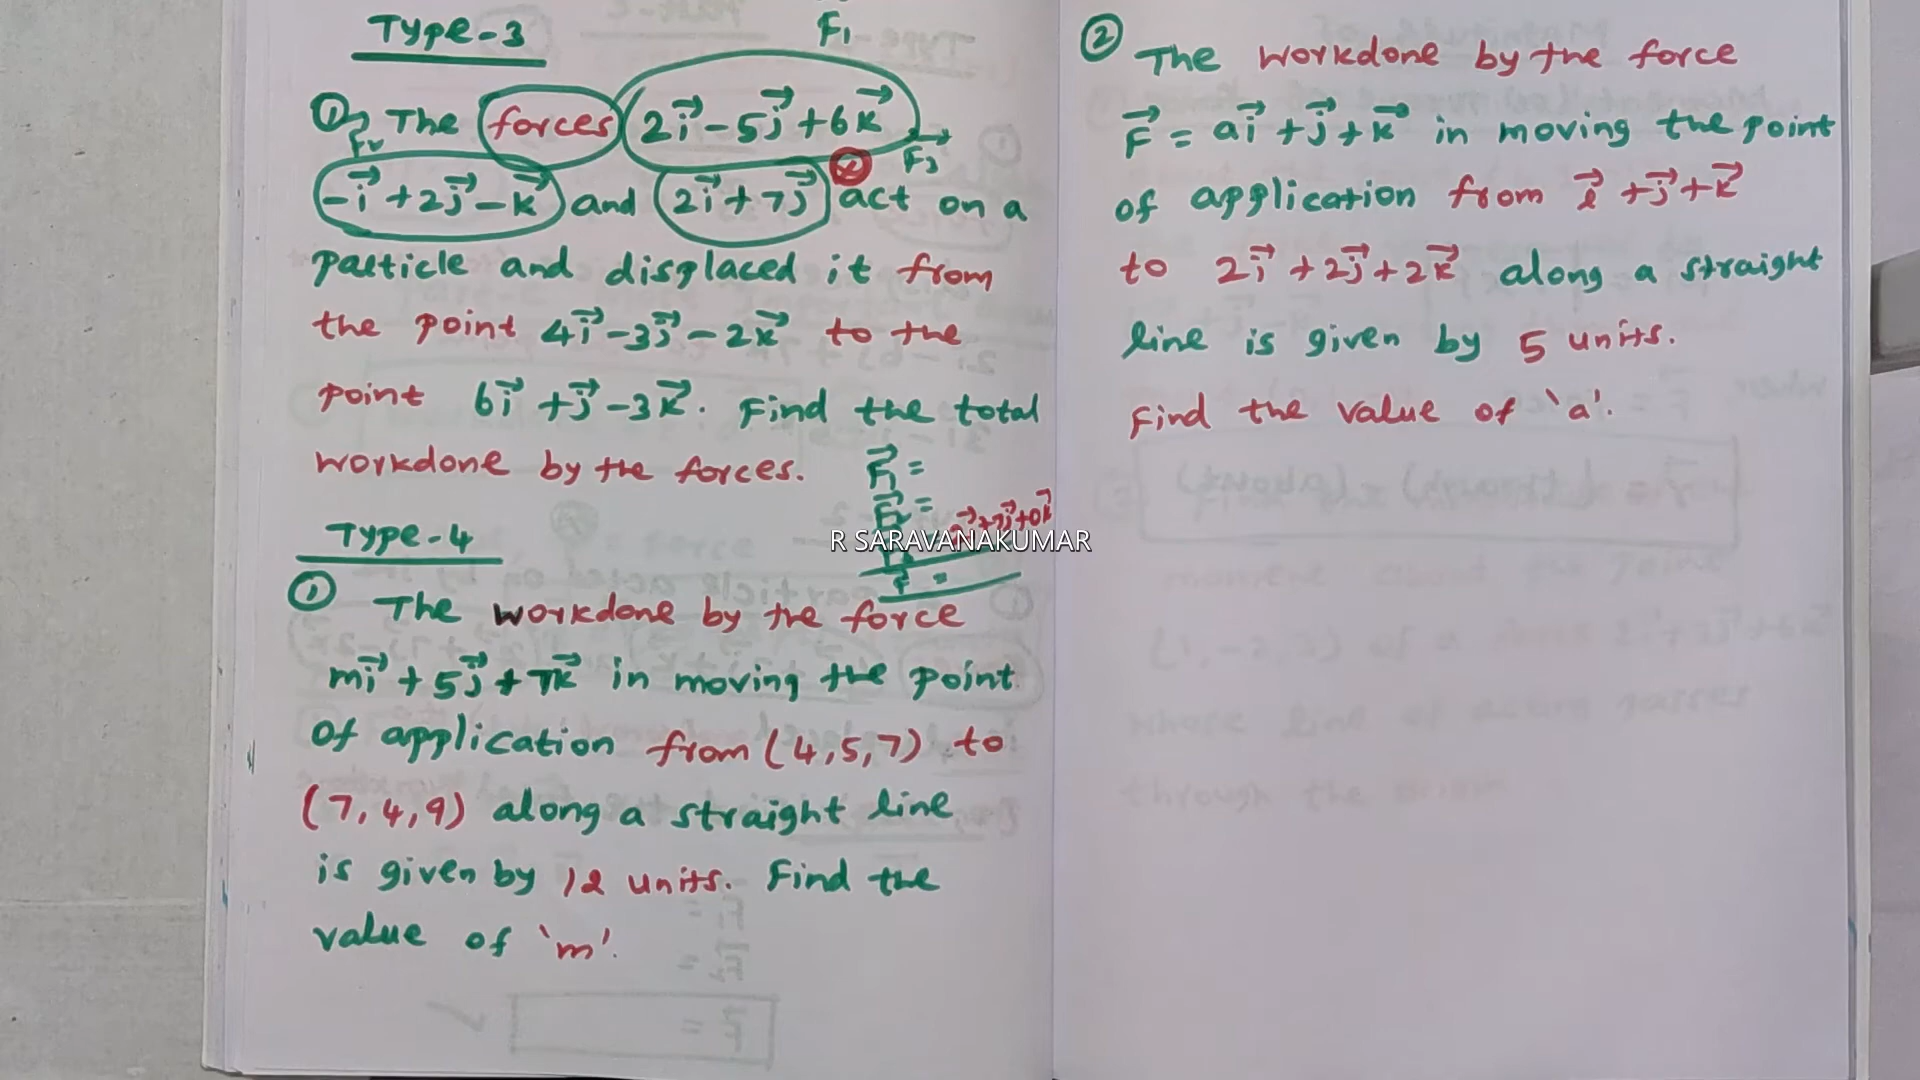 Type-3
F1
① The forces 2i⃗ - 5j⃗ + 6k⃗
F2
F3
-i⃗ + 2j⃗ - k⃗ and 2i⃗ + 7j⃗ act on a
particle and displaced it from
the point 4i⃗ - 3j⃗ - 2k⃗ to the
point 6i⃗ + j⃗ - 3k⃗. Find the total
workdone by the forces.
F⃗1 =
F⃗2 =
+ 7j⃗ + 0k⃗
F =
R SARAVANAKUMAR
Type-4
① The workdone by the force
mi⃗ + 5j⃗ + 7k⃗ in moving the point
of application from (4,5,7) to
(7,4,9) along a straight line
is given by 12 units. Find the
value of 'm'.
② The workdone by the force
F⃗ = ai⃗ + j⃗ + k⃗ in moving the point
of application from i⃗ + j⃗ + k⃗
to 2i⃗ + 2j⃗ + 2k⃗ along a straight
line is given by 5 units.
Find the value of 'a'.